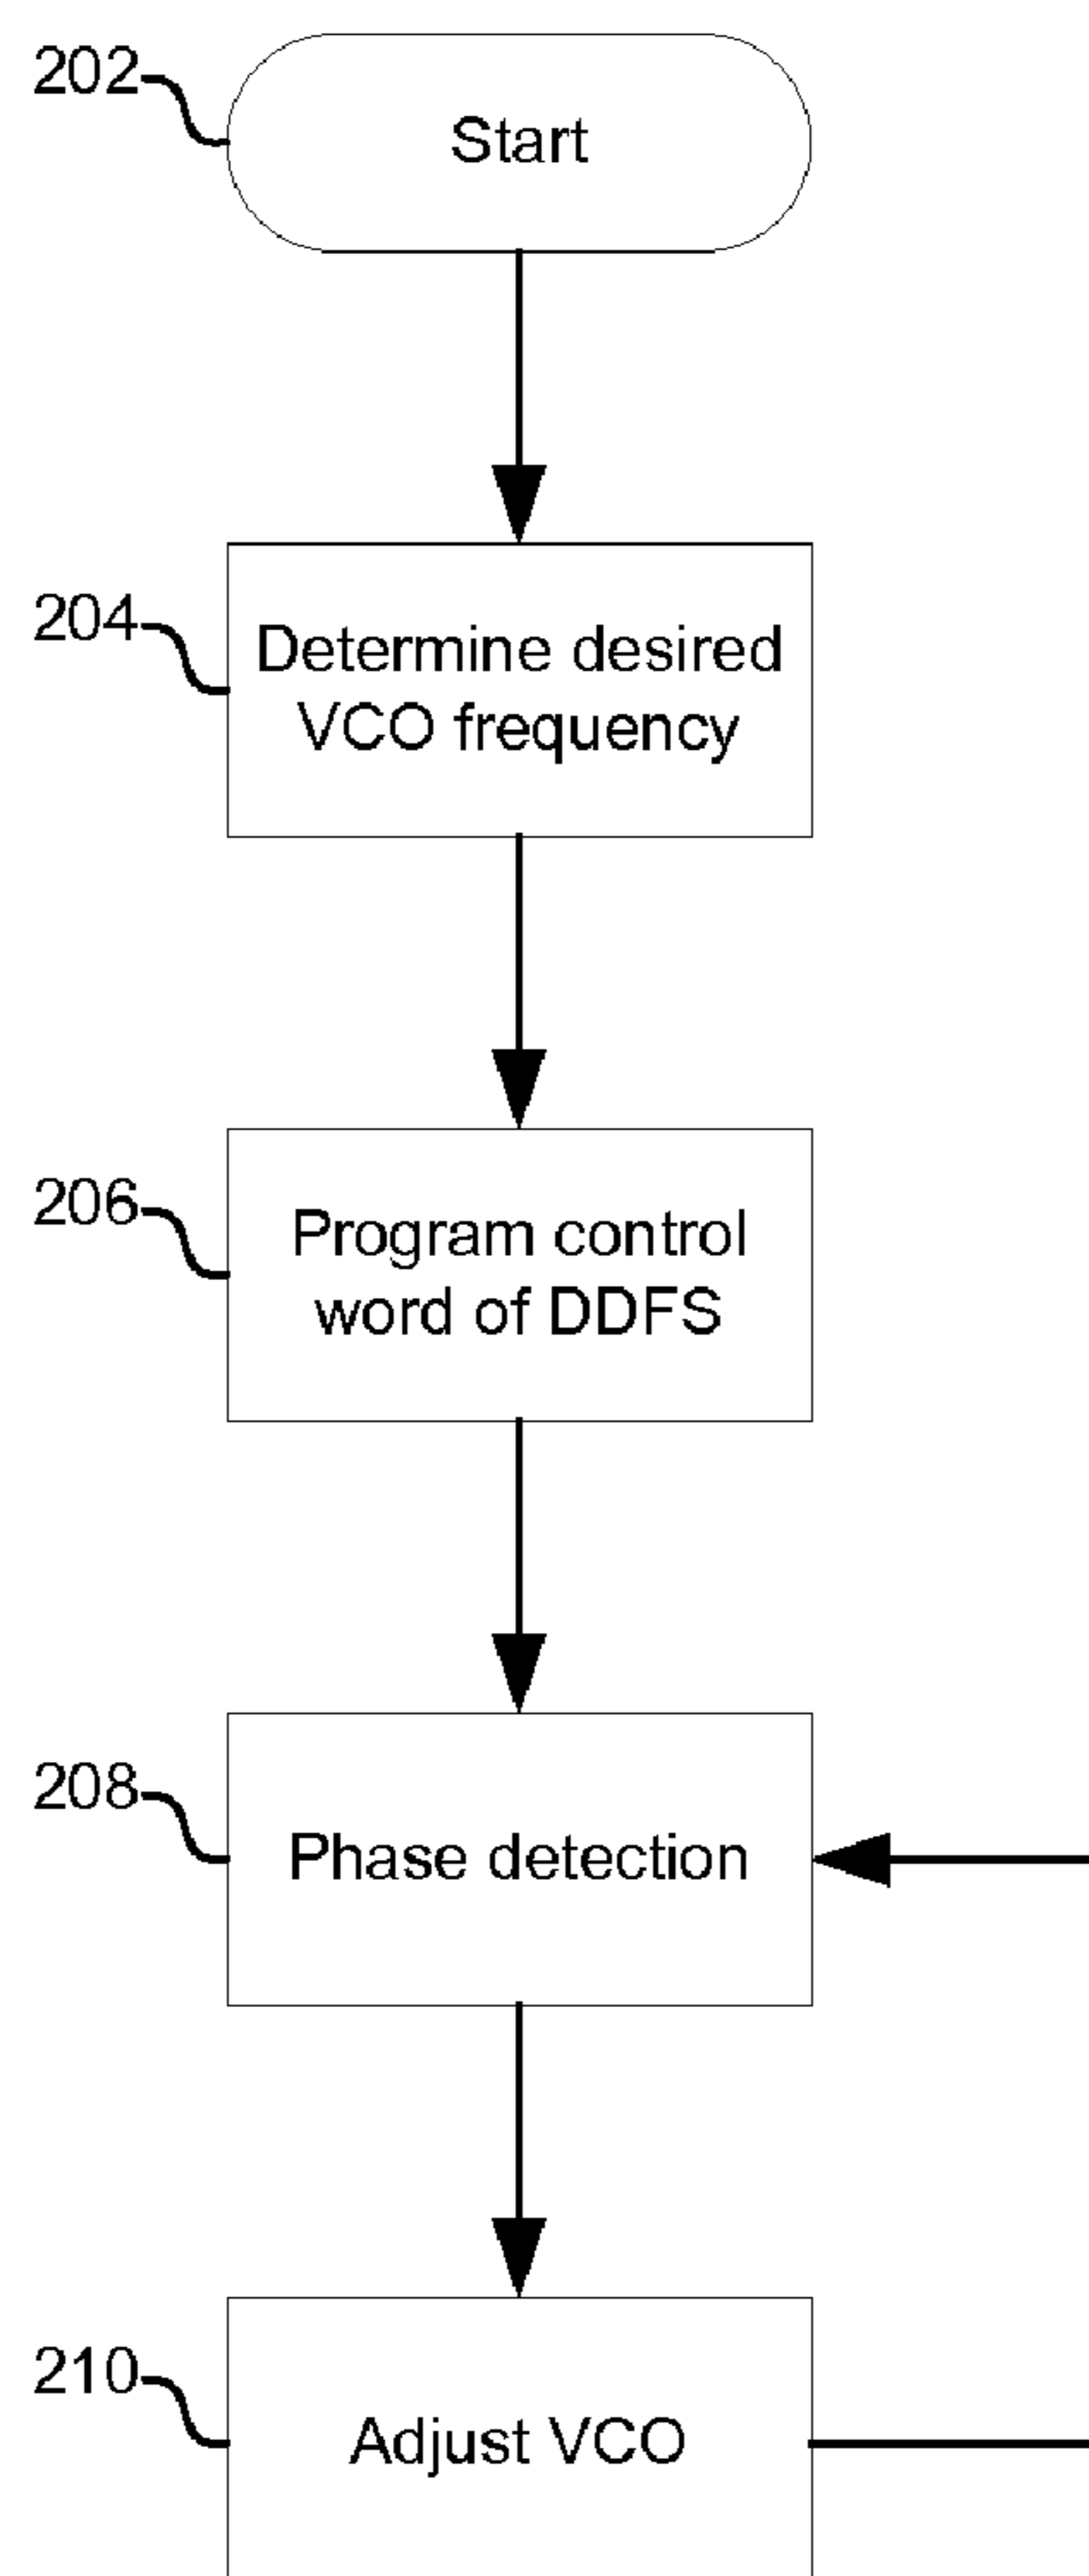 202
Start
204
Determine desired
VCO frequency
206
Program control
word of DDFS
208
Phase detection
210
Adjust VCO